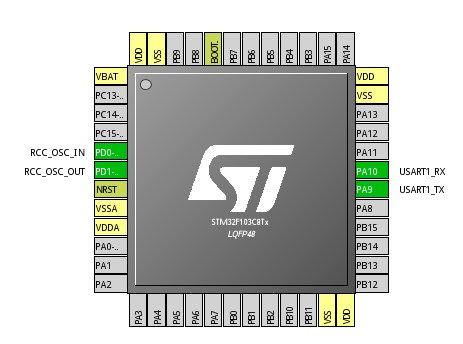 VDD VSS PB9 PB8 BOOT. PB7 PB6 PB5 PB4 PB3 PA15 PA14
VBAT VDD
PC13-.. VSS
PC14-.. PA13
PC15-.. PA12
RCC_OSC_IN PD0-.. PA11
RCC_OSC_OUT PD1-.. PA10 USART1_RX
NRST PA9 USART1_TX
VSSA PA8
VDDA PB15
PA0-.. PB14
PA1 PB13
PA2 PB12
ST
STM32F103C8Tx
LQFP48
PA3 PA4 PA5 PA6 PA7 PB0 PB1 PB2 PB10 PB11 VSS VDD